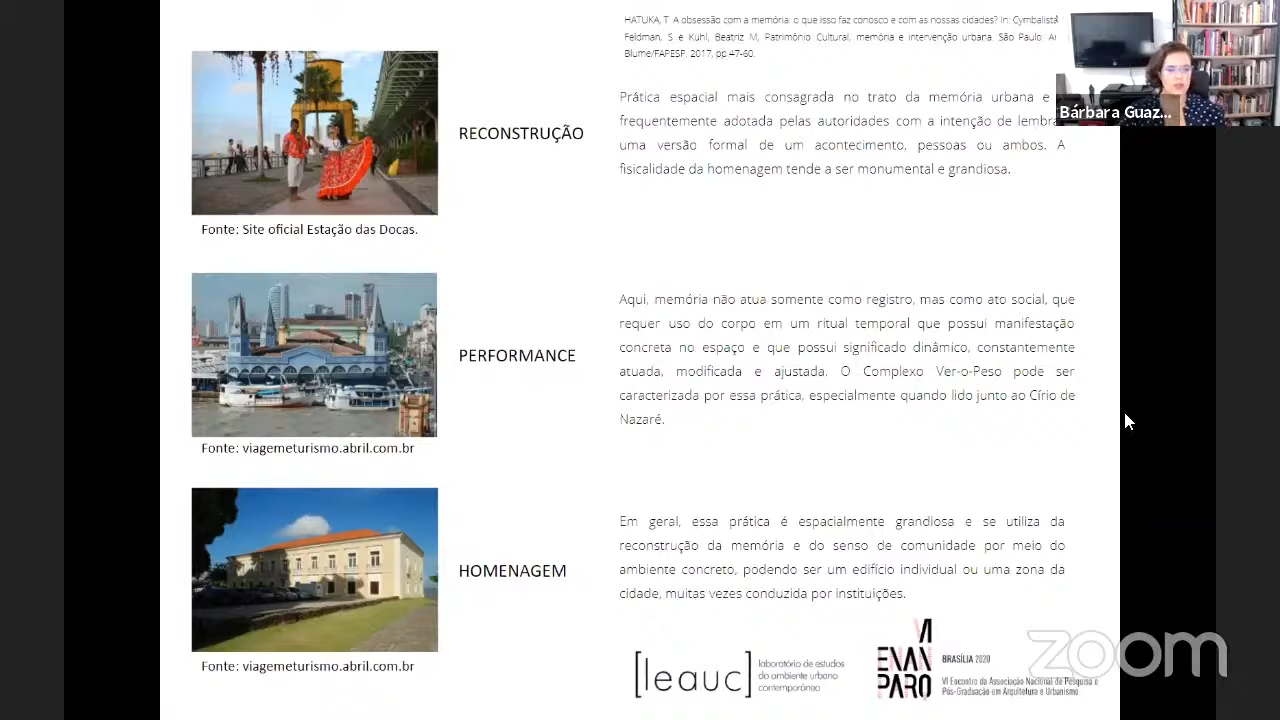 HATUKA, T. A obsessão com a memória: o que isso faz conosco e com as nossas cidades? In: Cymbalista
Feldman, S e Kuhl, Beatriz M, Patrimônio Cultural, memória e intervenção urbana. São Paulo:
Blume/FAPESP, 2017, pp.47-60.
Bárbara Guaz...
RECONSTRUÇÃO
Prática espacial mais consagrada no trato da memória urbana e
frequentemente adotada pelas autoridades com a intenção de lembrar
uma versão formal de um acontecimento, pessoas ou ambos. A
fisicalidade da homenagem tende a ser monumental e grandiosa.
Fonte: Site oficial Estação das Docas.
PERFORMANCE
Aqui, memória não atua somente como registro, mas como ato social, que
requer uso do corpo em um ritual temporal que possui manifestação
concreta no espaço e que possui significado dinâmico, constantemente
atuada, modificada e ajustada. O Complexo Ver-o-Peso pode ser
caracterizada por essa prática, especialmente quando lido junto ao Círio de
Nazaré.
Fonte: viagemeturismo.abril.com.br
HOMENAGEM
Em geral, essa prática é espacialmente grandiosa e se utiliza da
reconstrução da memória e do senso de comunidade por meio do
ambiente concreto, podendo ser um edifício individual ou uma zona da
cidade, muitas vezes conduzida por instituições.
Fonte: viagemeturismo.abril.com.br
[leauc]
laboratório de estudos
do ambiente urbano
contemporâneo
VI
ENAN
PARQ
BRASÍLIA 2020
VI Encontro da Associação Nacional de Pesquisa e
Pós-Graduação em Arquitetura e Urbanismo
zoom